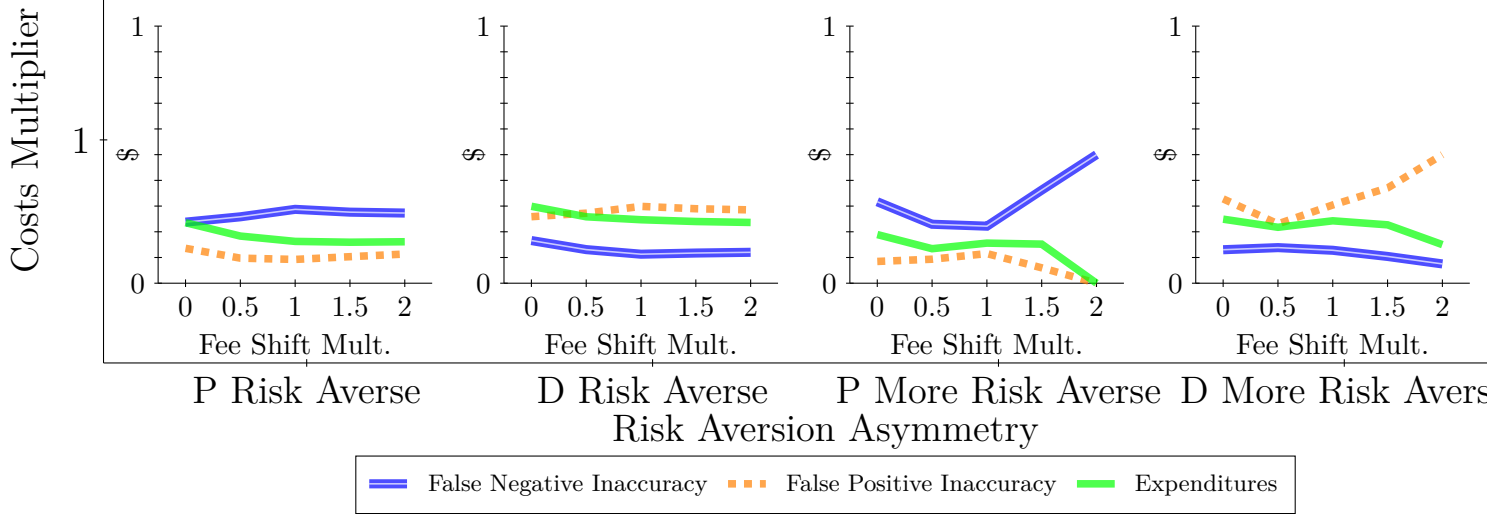 Costs Multiplier
1
1
$
0
0 0.5 1 1.5 2
Fee Shift Mult.
1
$
0
0 0.5 1 1.5 2
Fee Shift Mult.
1
$
0
0 0.5 1 1.5 2
Fee Shift Mult.
1
$
0
0 0.5 1 1.5 2
Fee Shift Mult.
P Risk Averse D Risk Averse P More Risk Averse D More Risk Avers
Risk Aversion Asymmetry
False Negative Inaccuracy False Positive Inaccuracy Expenditures